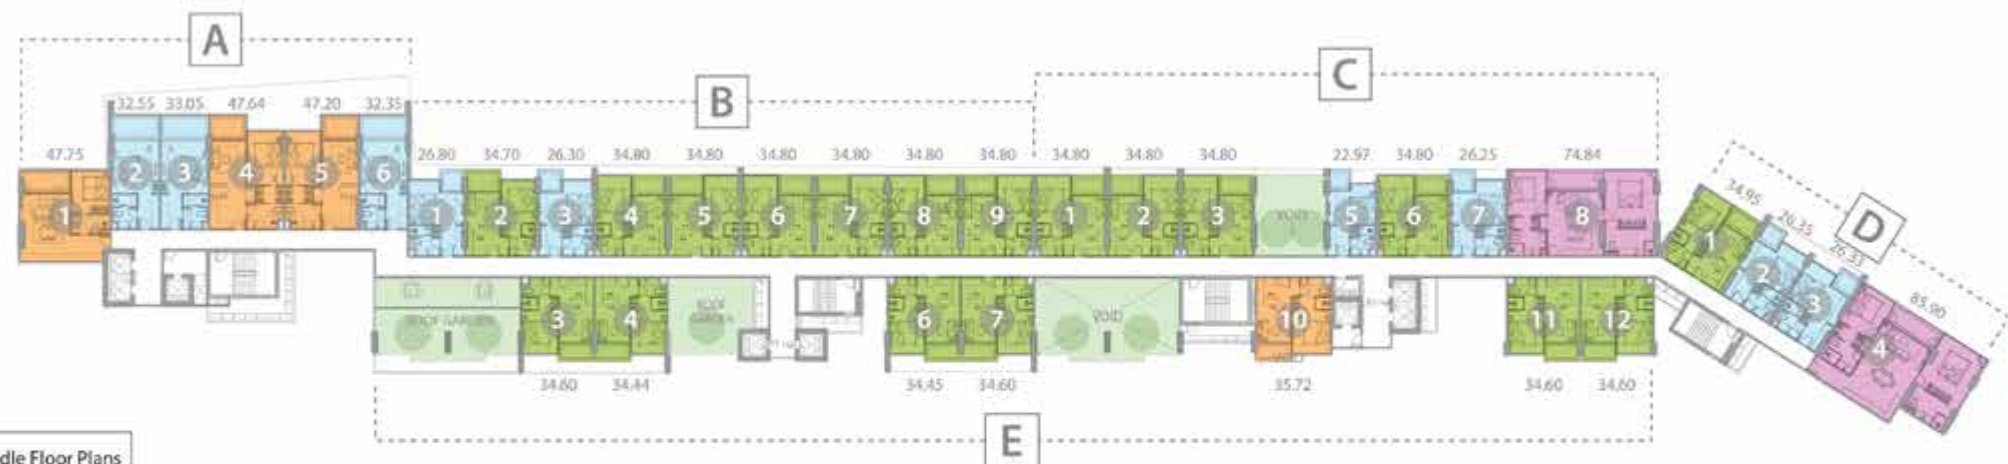 A
B
C
D
32.55 33.05 47.64 47.20 32.35
47.75
26.80 34.70 26.30 34.80 34.80 34.80 34.80 34.80 34.80 34.80 34.80 34.80 22.97 34.80 26.25 74.84
34.95 26.35 26.33 85.90
1 2 3 4 5 6
1 2 3 4 5 6 7 8 9
1 2 3 VOID 5 6 7 8
1 2 3 4
ROOF GARDEN 3 4 ROOF GARDEN 6 7 VOID 10 11 12
34.60 34.44 34.45 34.60 35.72 34.60 34.60
E
dle Floor Plans